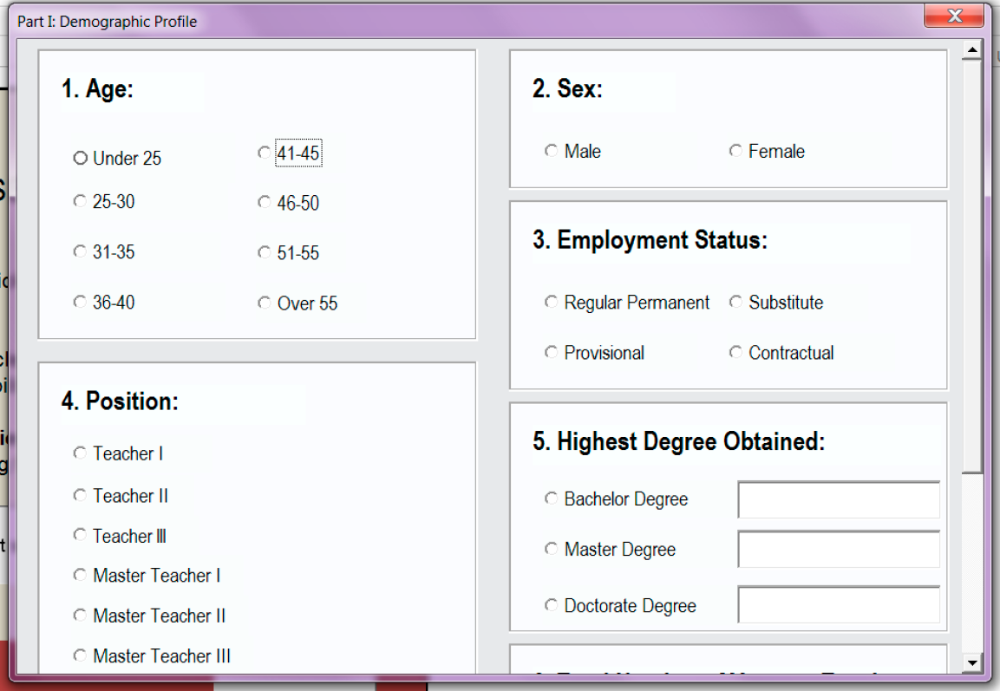 Part I: Demographic Profile
1. Age:
Under 25
41-45
25-30
46-50
31-35
51-55
36-40
Over 55
2. Sex:
Male
Female
3. Employment Status:
Regular Permanent
Substitute
Provisional
Contractual
4. Position:
Teacher I
Teacher II
Teacher III
Master Teacher I
Master Teacher II
Master Teacher III
5. Highest Degree Obtained:
Bachelor Degree
Master Degree
Doctorate Degree